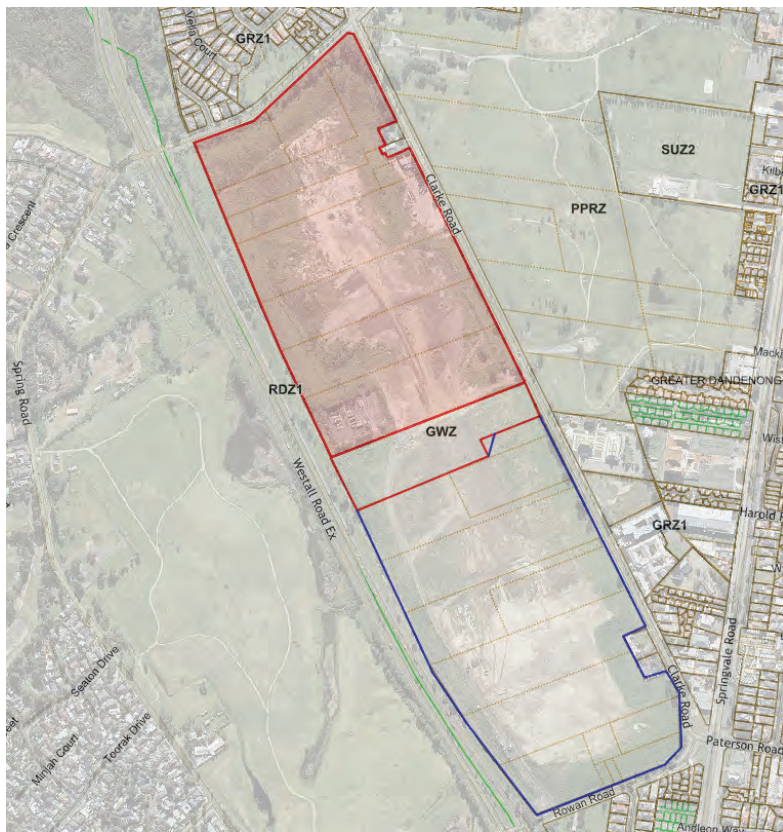 Vella Court
GRZ1
SUZ2
GRZ1
PPRZ
Clarke Road
Crescent
Spring Road
RDZ1
GREATER DANDENONG
GWZ
Westall Road Ex
GRZ1
Harold
Seaton Drive
Minjah Court
Toorak Drive
Springvale Road
Clarke Road
Paterson Road
Rowan Road
Andleon Way